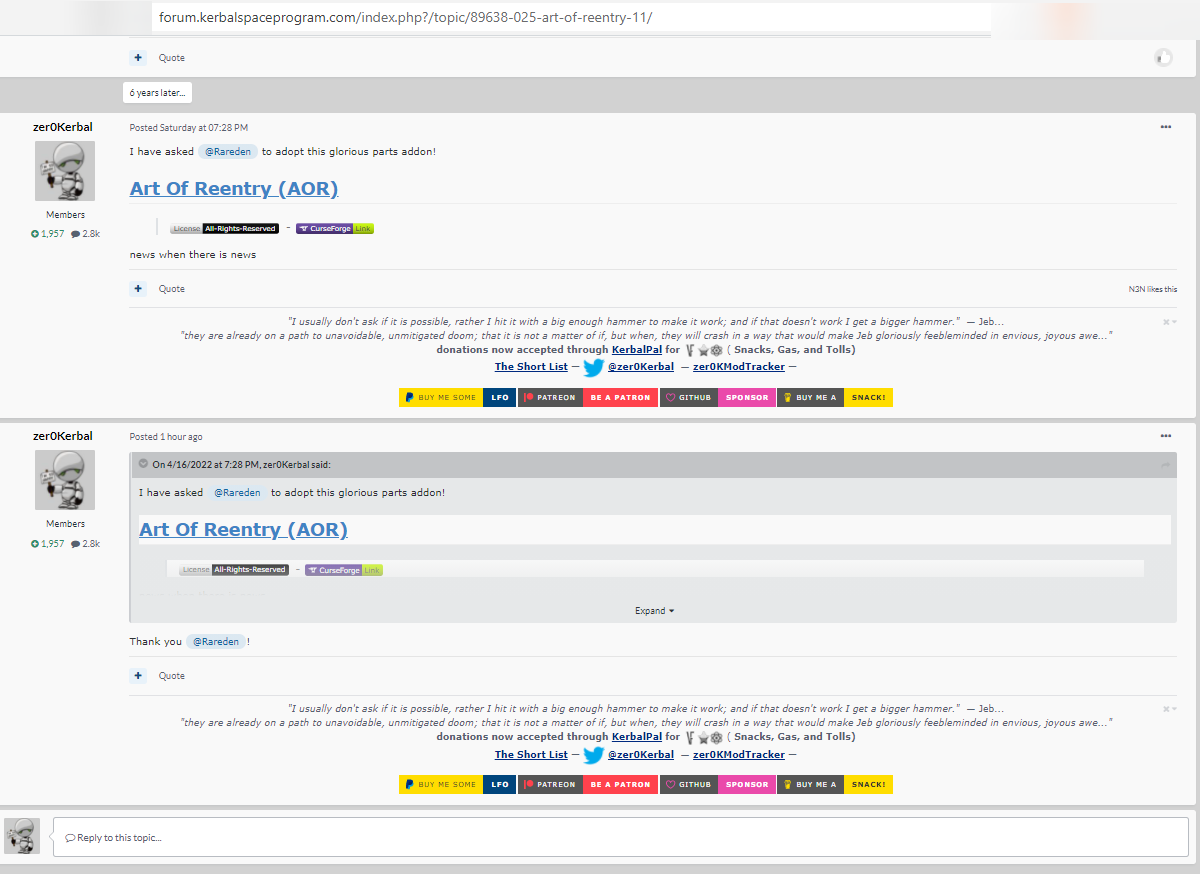 forum.kerbalspaceprogram.com/index.php?/topic/89638-025-art-of-reentry-11/
+ Quote
6 years later...
zer0Kerbal
Posted Saturday at 07:28 PM
I have asked @Rareden to adopt this glorious parts addon!
Art Of Reentry (AOR)
Members
License All-Rights-Reserved - CurseForge Link
1,957 2.8k
news when there is news
+ Quote
N3N likes this
"I usually don't ask if it is possible, rather I hit it with a big enough hammer to make it work; and if that doesn't work I get a bigger hammer." — Jeb...
"they are already on a path to unavoidable, unmitigated doom; that it is not a matter of if, but when, they will crash in a way that would make Jeb gloriously feebleminded in envious, joyous awe..."
donations now accepted through KerbalPal for ( Snacks, Gas, and Tolls)
The Short List — @zer0Kerbal — zer0KModTracker —
BUY ME SOME LFO PATREON BE A PATRON GITHUB SPONSOR BUY ME A SNACK!
zer0Kerbal
Posted 1 hour ago
On 4/16/2022 at 7:28 PM, zer0Kerbal said:
I have asked @Rareden to adopt this glorious parts addon!
Members
Art Of Reentry (AOR)
1,957 2.8k
License All-Rights-Reserved - CurseForge Link
Expand
Thank you @Rareden !
+ Quote
"I usually don't ask if it is possible, rather I hit it with a big enough hammer to make it work; and if that doesn't work I get a bigger hammer." — Jeb...
"they are already on a path to unavoidable, unmitigated doom; that it is not a matter of if, but when, they will crash in a way that would make Jeb gloriously feebleminded in envious, joyous awe..."
donations now accepted through KerbalPal for ( Snacks, Gas, and Tolls)
The Short List — @zer0Kerbal — zer0KModTracker —
BUY ME SOME LFO PATREON BE A PATRON GITHUB SPONSOR BUY ME A SNACK!
Reply to this topic...